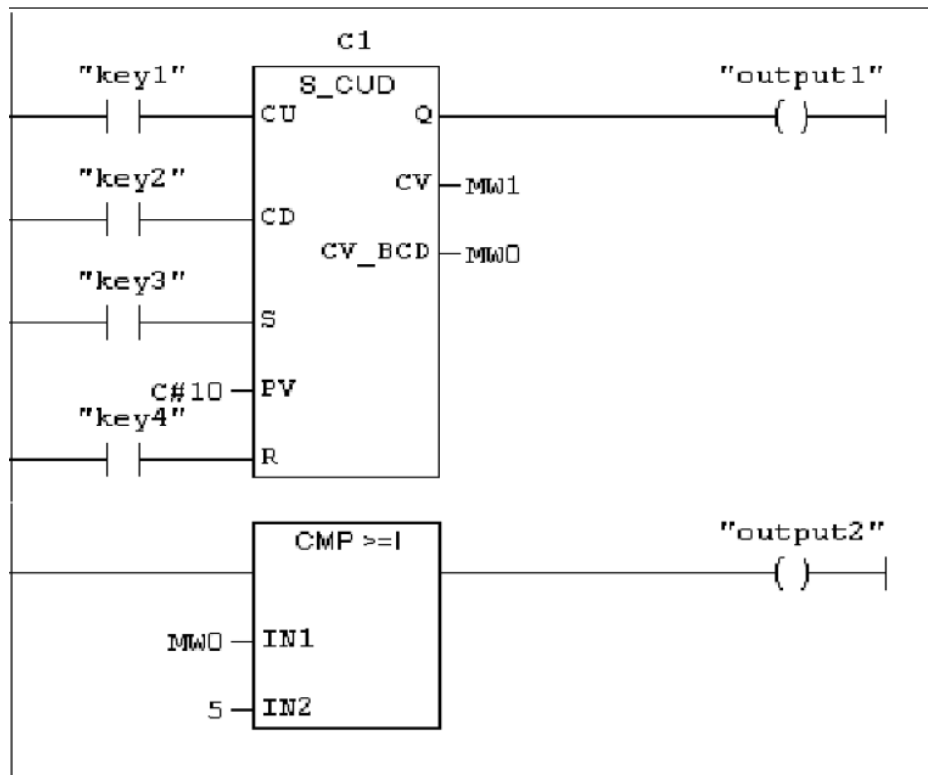 C1
"key1"
S_CUD
"output1"
CU
Q
( )
"key2"
CV
MW1
CD
CV_BCD
MW0
"key3"
S
C#10
PV
"key4"
R
CMP >=I
"output2"
( )
MW0
IN1
5
IN2